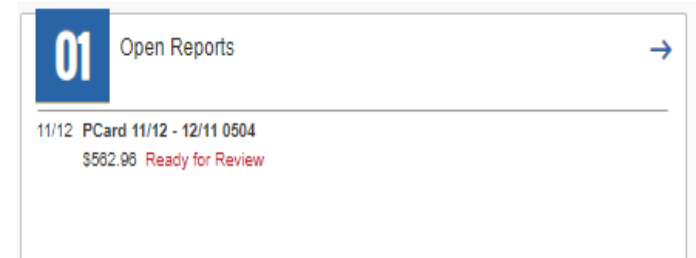 01
Open Reports
11/12 PCard 11/12 - 12/11 0504
$562.96 Ready for Review